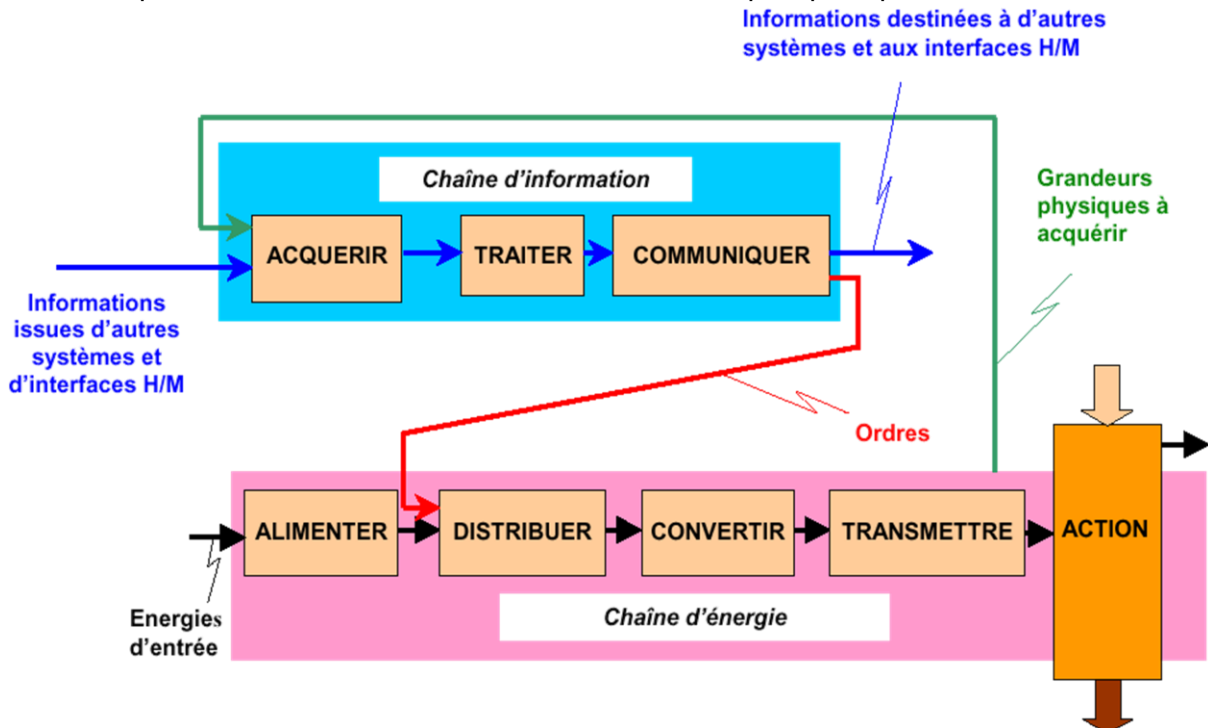 Informations destinées à d'autres
systèmes et aux interfaces H/M
Chaîne d'information
Grandeurs
physiques à
acquérir
ACQUERIR
TRAITER
COMMUNIQUER
Informations
issues d'autres
systèmes et
d'interfaces H/M
Ordres
ALIMENTER
DISTRIBUER
CONVERTIR
TRANSMETTRE
ACTION
Chaîne d'énergie
Energies
d'entrée